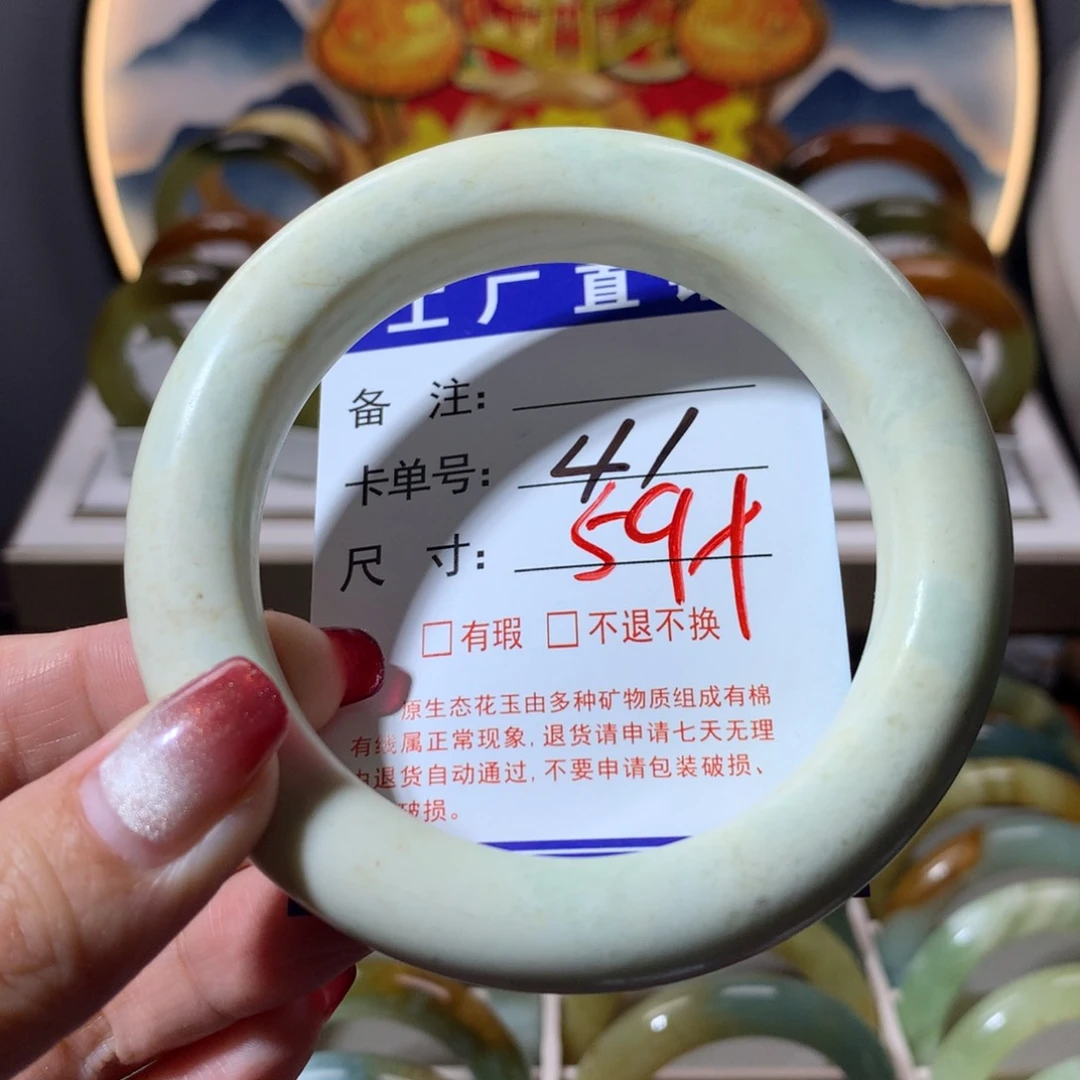 工厂直销
备 注:
卡单号: 41
尺 寸: 59
□有瑕 □不退不换
原生态花玉由多种矿物质组成有棉
有线属正常现象, 退货请申请七天无理
由退货自动通过, 不要申请包装破损、
破损。